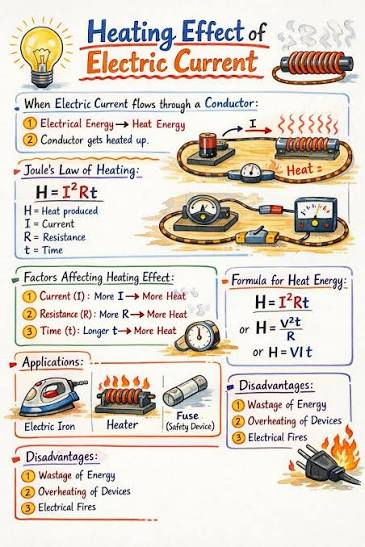 Heating Effect of
Electric Current
When Electric Current flows through a Conductor:
1 Electrical Energy → Heat Energy
2 Conductor gets heated up.
I
Heat =
Joule's Law of Heating:
H = I²Rt
H = Heat produced
I = Current
R = Resistance
t = Time
Factors Affecting Heating Effect:
1 Current (I): More I → More Heat
2 Resistance (R): More R → More Heat
3 Time (t): Longer t → More Heat
Formula for Heat Energy:
H = I²Rt
or H = V²t
R
or H = VIt
Applications:
Electric Iron
Heater
Fuse
(Safety Device)
Disadvantages:
1 Wastage of Energy
2 Overheating of Devices
3 Electrical Fires
Disadvantages:
1 Wastage of Energy
2 Overheating of Devices
3 Electrical Fires